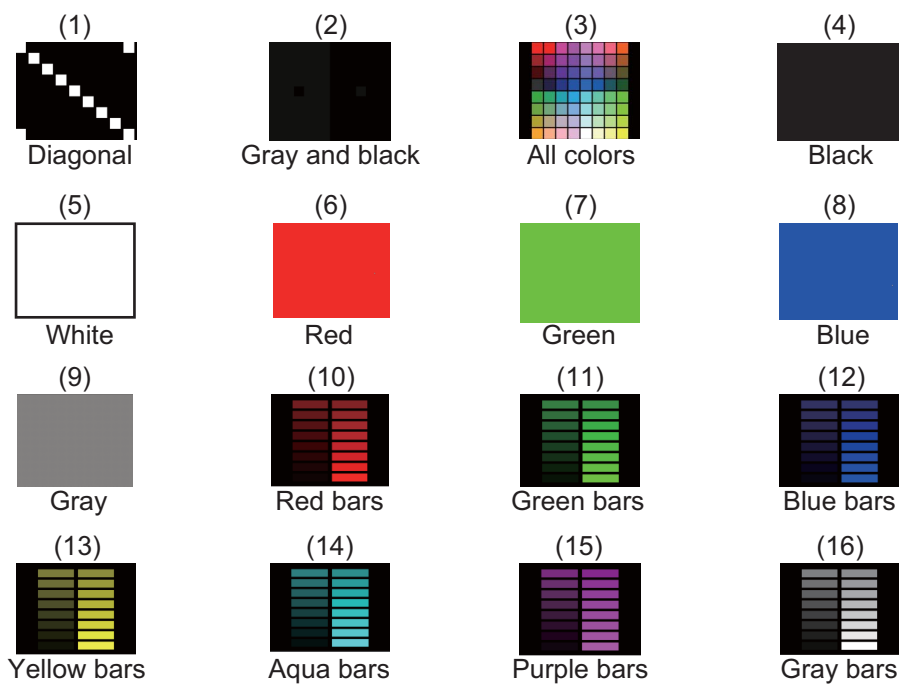 (1) (2) (3) (4)
Diagonal Gray and black All colors Black
(5) (6) (7) (8)
White Red Green Blue
(9) (10) (11) (12)
Gray Red bars Green bars Blue bars
(13) (14) (15) (16)
Yellow bars Aqua bars Purple bars Gray bars